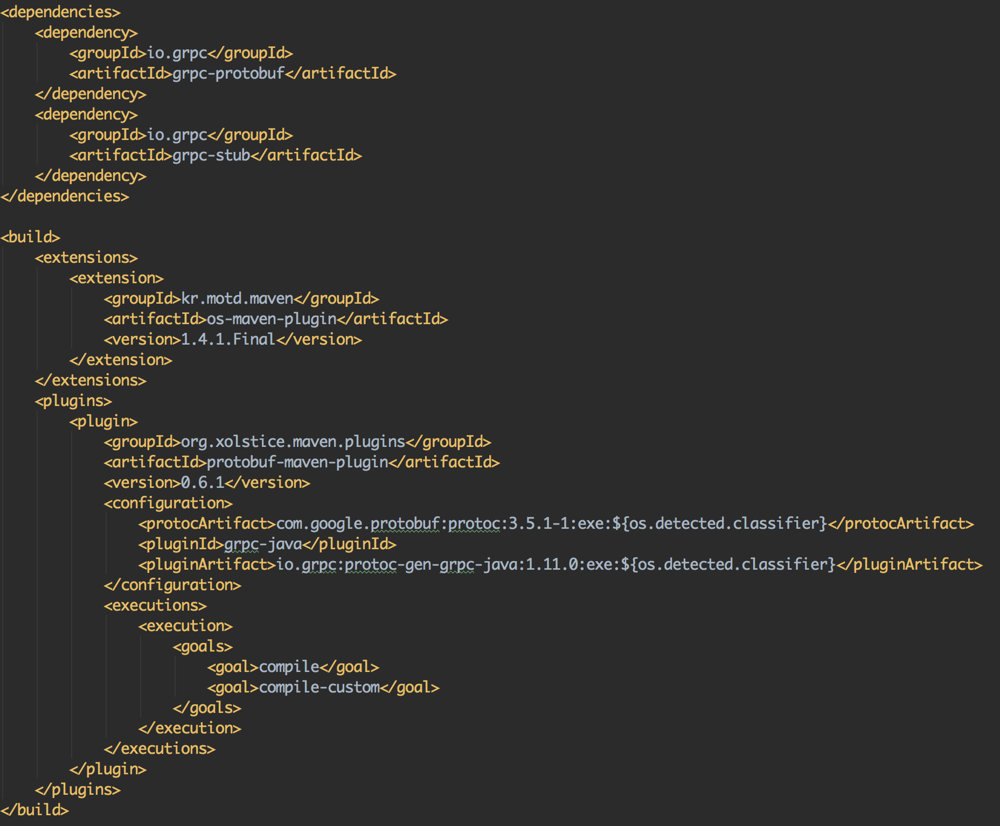 <dependencies>
    <dependency>
        <groupId>io.grpc</groupId>
        <artifactId>grpc-protobuf</artifactId>
    </dependency>
    <dependency>
        <groupId>io.grpc</groupId>
        <artifactId>grpc-stub</artifactId>
    </dependency>
</dependencies>

<build>
    <extensions>
        <extension>
            <groupId>kr.motd.maven</groupId>
            <artifactId>os-maven-plugin</artifactId>
            <version>1.4.1.Final</version>
        </extension>
    </extensions>
    <plugins>
        <plugin>
            <groupId>org.xolstice.maven.plugins</groupId>
            <artifactId>protobuf-maven-plugin</artifactId>
            <version>0.6.1</version>
            <configuration>
                <protocArtifact>com.google.protobuf:protoc:3.5.1-1:exe:${os.detected.classifier}</protocArtifact>
                <pluginId>grpc-java</pluginId>
                <pluginArtifact>io.grpc:protoc-gen-grpc-java:1.11.0:exe:${os.detected.classifier}</pluginArtifact>
            </configuration>
            <executions>
                <execution>
                    <goals>
                        <goal>compile</goal>
                        <goal>compile-custom</goal>
                    </goals>
                </execution>
            </executions>
        </plugin>
    </plugins>
</build>